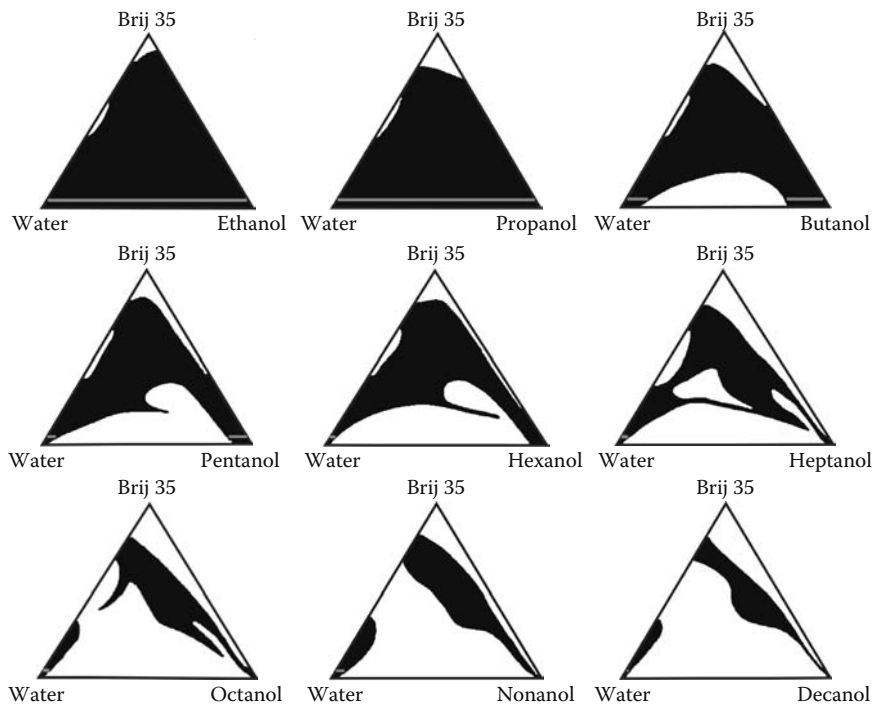 Brij 35 Brij 35 Brij 35
Water Ethanol Water Propanol Water Butanol
Brij 35 Brij 35 Brij 35
Water Pentanol Water Hexanol Water Heptanol
Brij 35 Brij 35 Brij 35
Water Octanol Water Nonanol Water Decanol